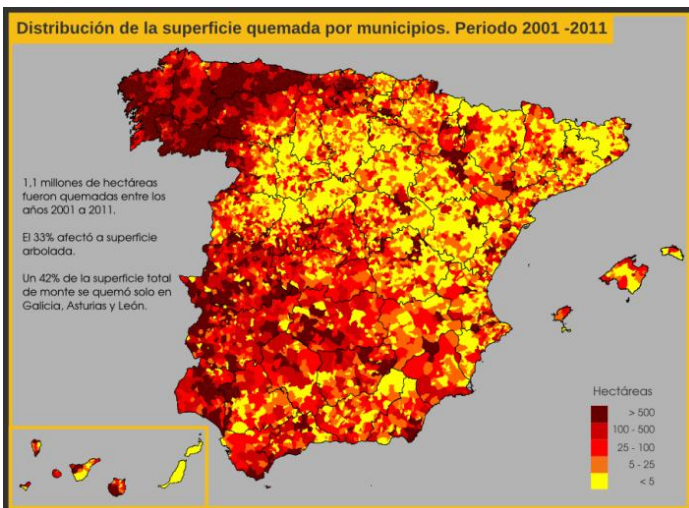 Distribución de la superficie quemada por municipios. Periodo 2001 -2011
1,1 millones de hectáreas
fueron quemadas entre los
años 2001 a 2011.
El 33% afectó a superficie
arbolada.
Un 42% de la superficie total
de monte se quemó solo en
Galicia, Asturias y León.
Hectáreas
> 500
100 - 500
25 - 100
5 - 25
< 5